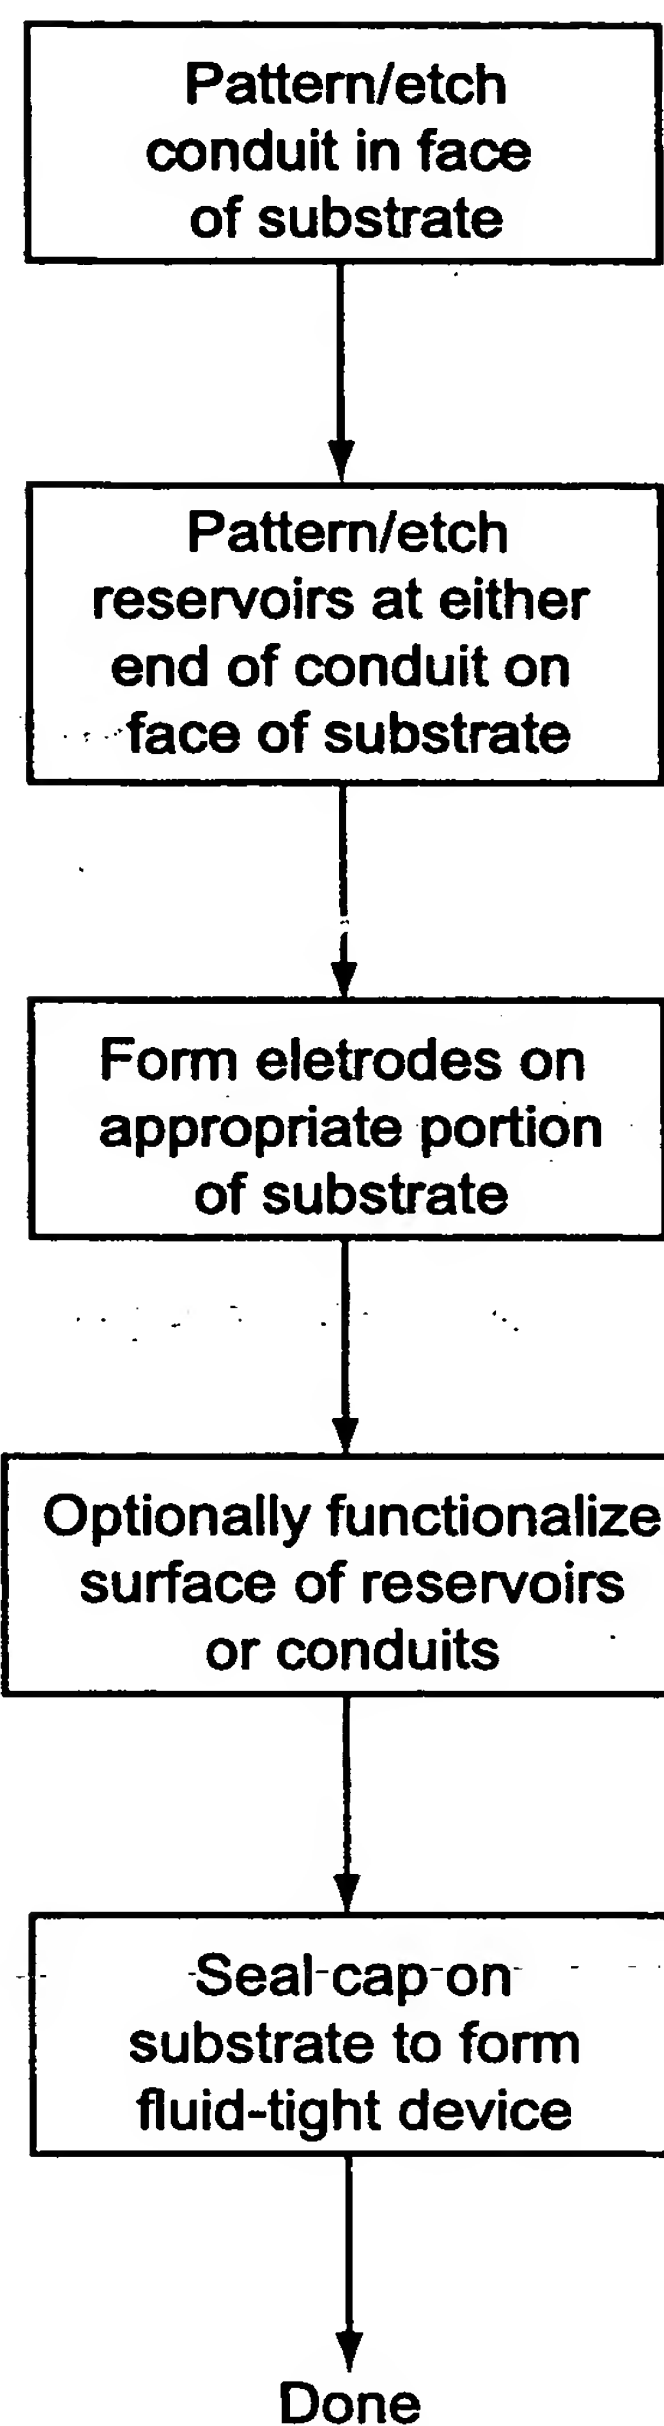 Pattern/etch
conduit in face
of substrate
Pattern/etch
reservoirs at either
end of conduit on
face of substrate
Form eletrodes on
appropriate portion
of substrate
Optionally functionalize
surface of reservoirs
or conduits
Seal cap on
substrate to form
fluid-tight device
Done